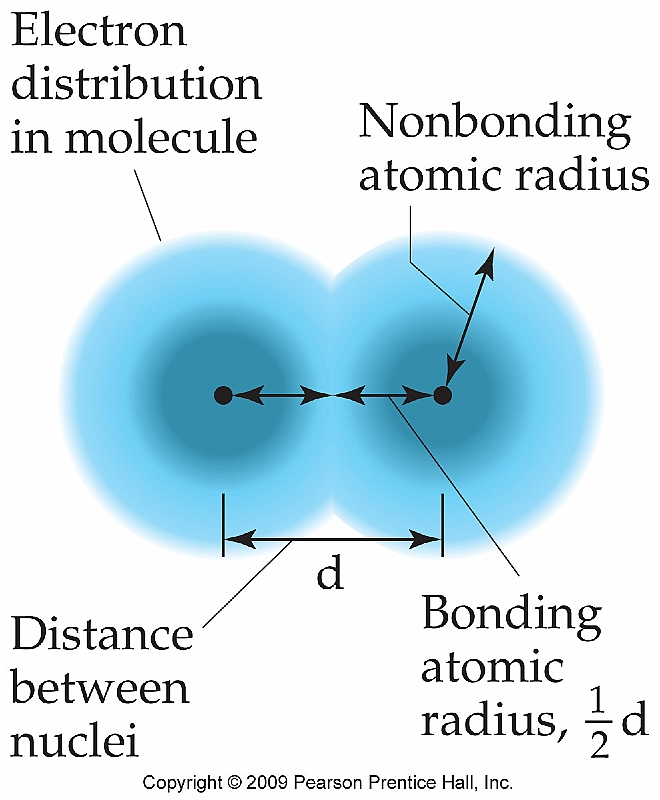 Electron
distribution
in molecule
Nonbonding
atomic radius
d
Distance
between
nuclei
Bonding
atomic
radius, 1/2 d
Copyright © 2009 Pearson Prentice Hall, Inc.